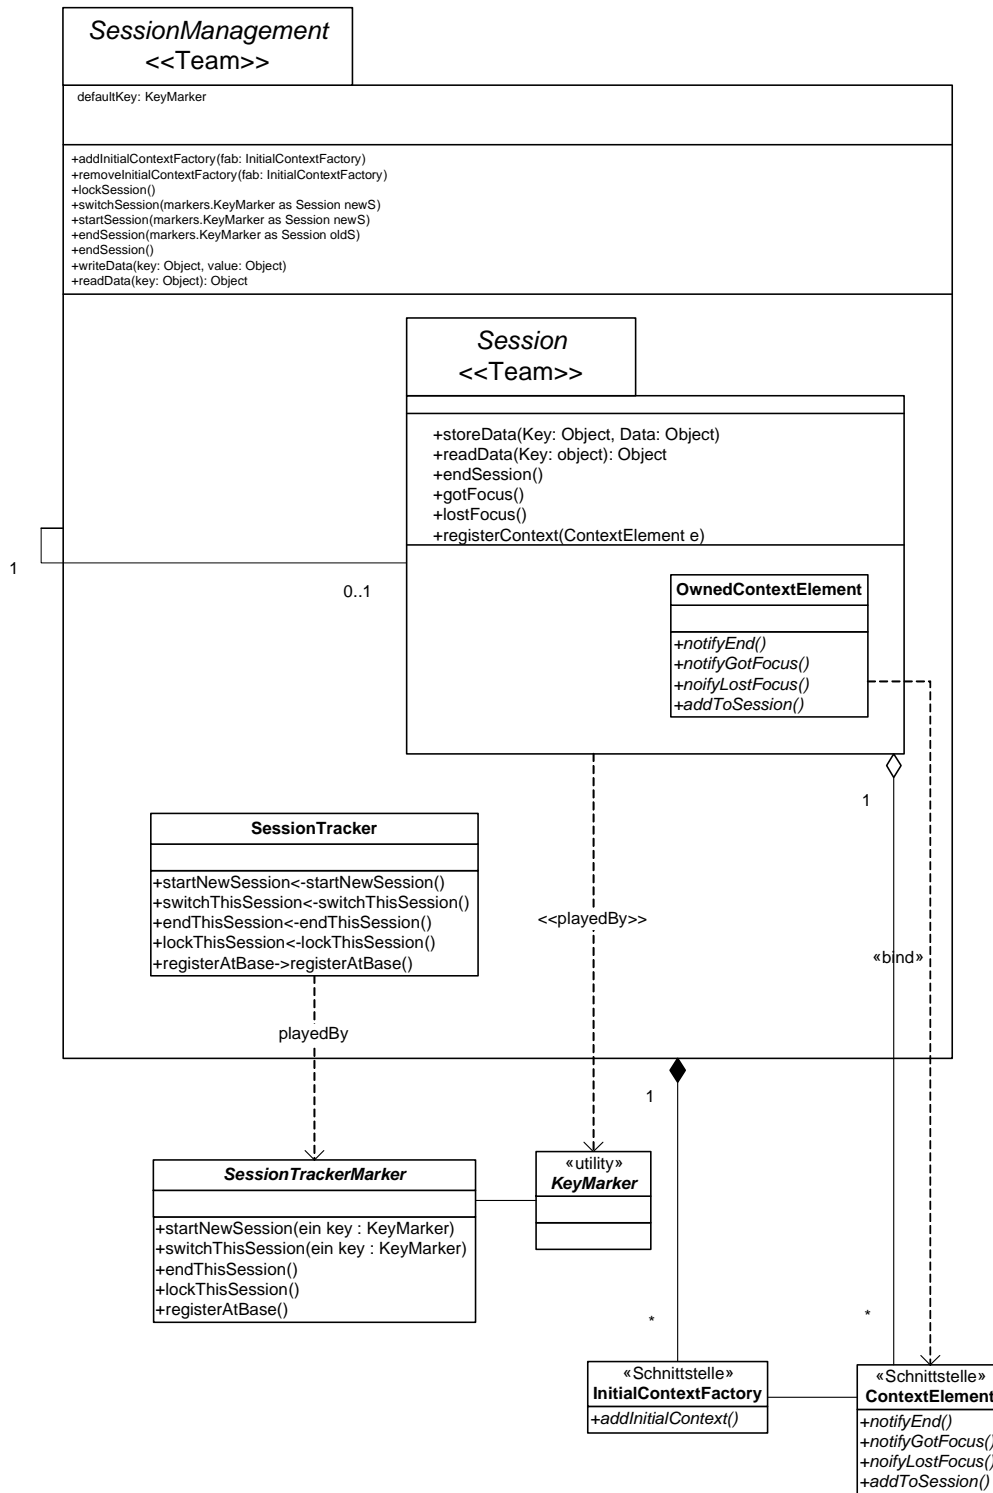 SessionManagement
<<Team>>
defaultKey: KeyMarker
+addInitialContextFactory(fab: InitialContextFactory)
+removeInitialContextFactory(fab: InitialContextFactory)
+lockSession()
+switchSession(markers.KeyMarker as Session newS)
+startSession(markers.KeyMarker as Session newS)
+endSession(markers.KeyMarker as Session oldS)
+endSession()
+writeData(key: Object, value: Object)
+readData(key: Object): Object
Session
<<Team>>
+storeData(Key: Object, Data: Object)
+readData(Key: object): Object
+endSession()
+gotFocus()
+lostFocus()
+registerContext(ContextElement e)
1
0..1
OwnedContextElement
+notifyEnd()
+notifyGotFocus()
+noifyLostFocus()
+addToSession()
1
SessionTracker
+startNewSession<-startNewSession()
+switchThisSession<-switchThisSession()
+endThisSession<-endThisSession()
+lockThisSession<-lockThisSession()
+registerAtBase->registerAtBase()
<<playedBy>>
«bind»
playedBy
1
SessionTrackerMarker
+startNewSession(ein key : KeyMarker)
+switchThisSession(ein key : KeyMarker)
+endThisSession()
+lockThisSession()
+registerAtBase()
«utility»
KeyMarker
*
*
«Schnittstelle»
InitialContextFactory
+addInitialContext()
«Schnittstelle»
ContextElement
+notifyEnd()
+notifyGotFocus()
+noifyLostFocus()
+addToSession()